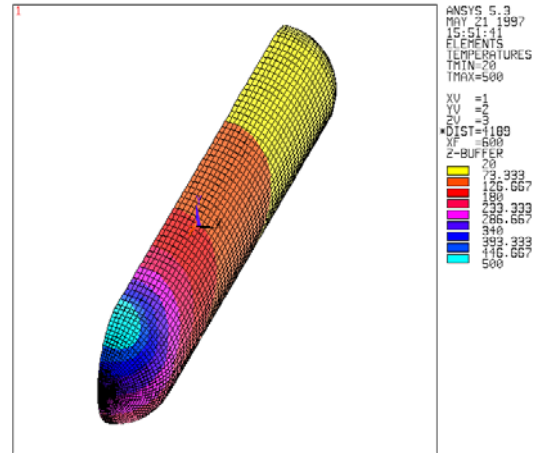 1
ANSYS 5.3
MAY 21 1997
15:51:41
ELEMENTS
TEMPERATURES
TMIN=20
TMAX=500
XV =1
YV =2
ZV =3
*DIST=4189
XF =600
Z-BUFFER
20
73.333
126.667
180
233.333
286.667
340
393.333
446.667
500